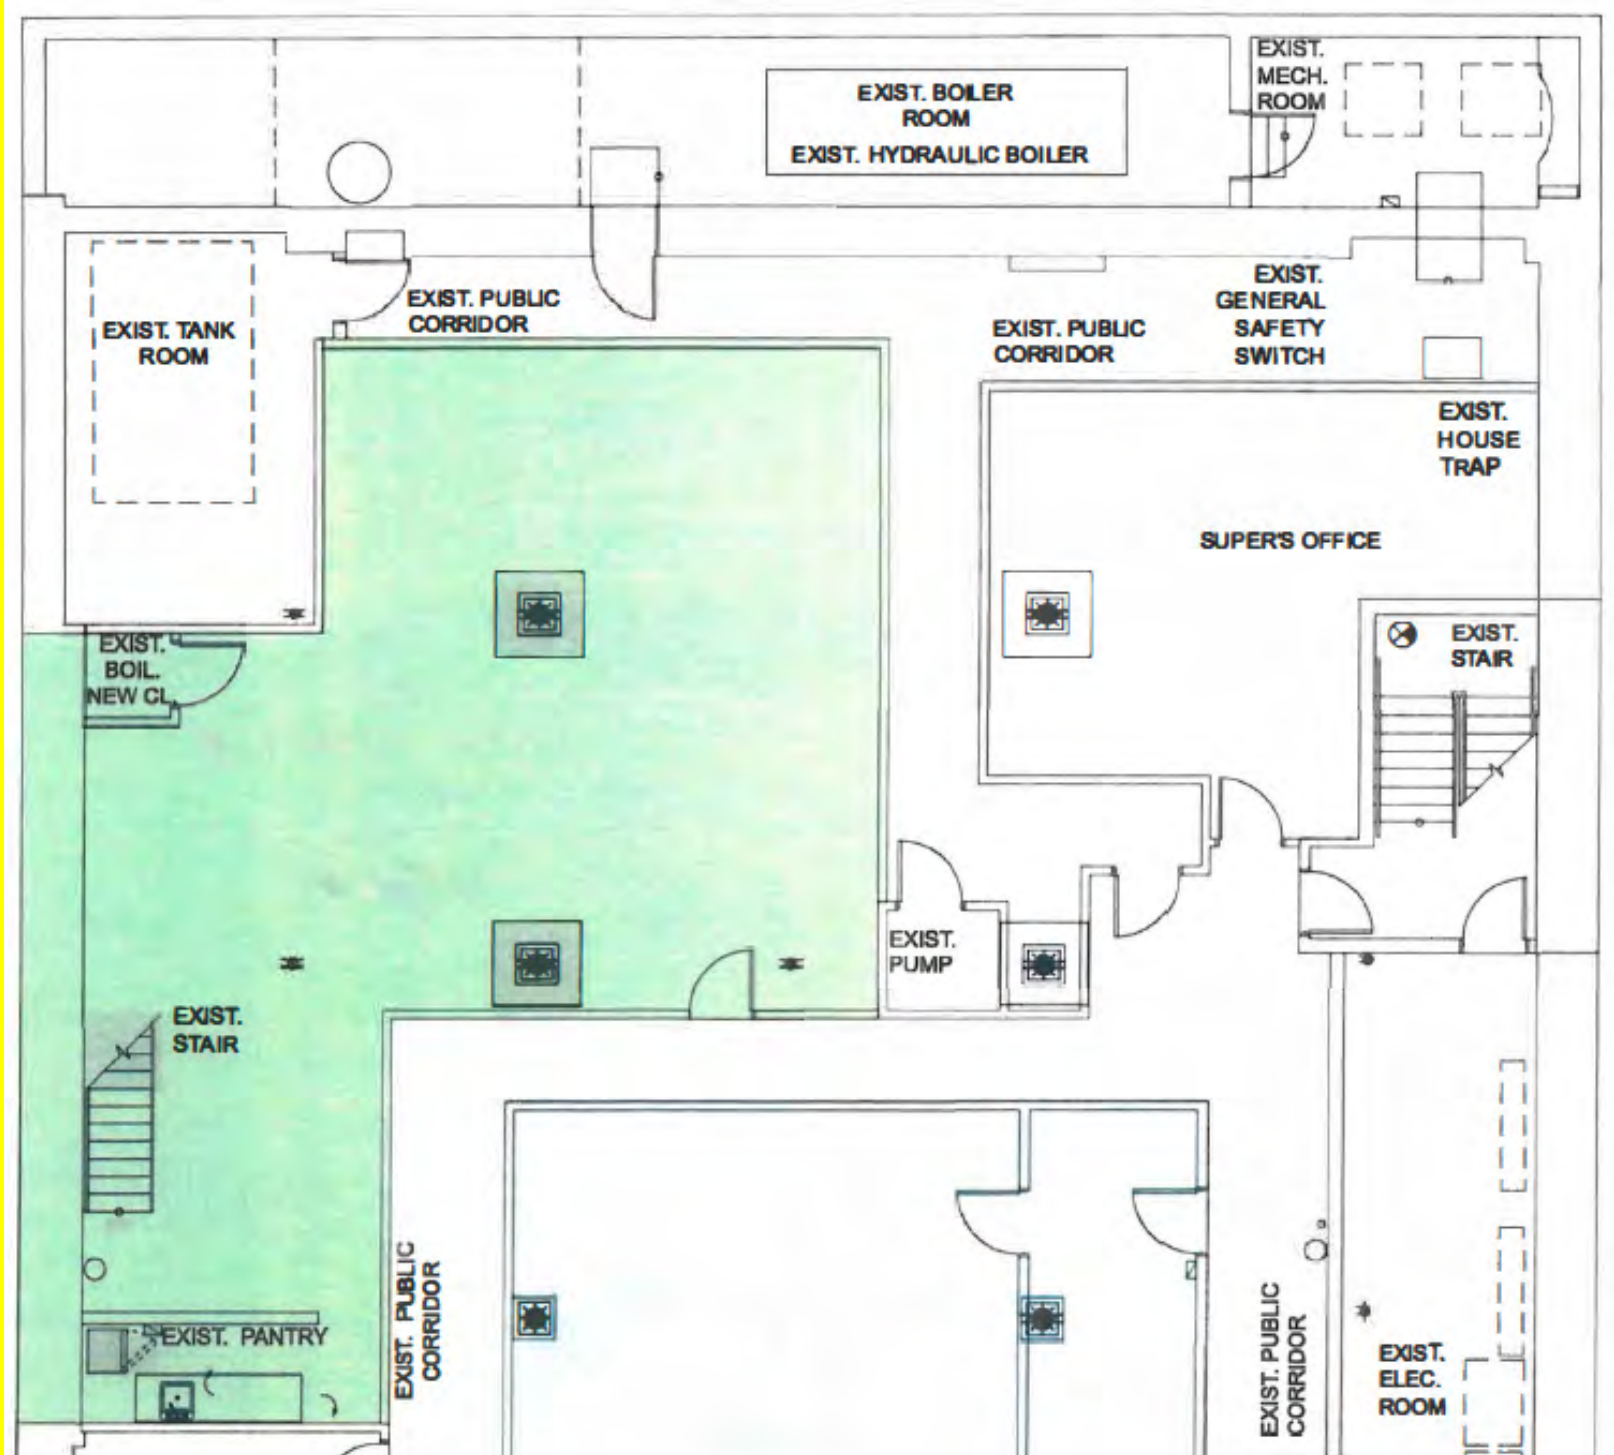 EXIST. BOILER
ROOM
EXIST. HYDRAULIC BOILER
EXIST.
MECH.
ROOM
EXIST. TANK
ROOM
EXIST. PUBLIC
CORRIDOR
EXIST. PUBLIC
CORRIDOR
EXIST.
GENERAL
SAFETY
SWITCH
EXIST.
HOUSE
TRAP
SUPER'S OFFICE
EXIST.
STAIR
EXIST.
BOIL.
NEW CL.
EXIST.
PUMP
EXIST.
STAIR
EXIST. PANTRY
EXIST. PUBLIC
CORRIDOR
EXIST. PUBLIC
CORRIDOR
EXIST.
ELEC.
ROOM